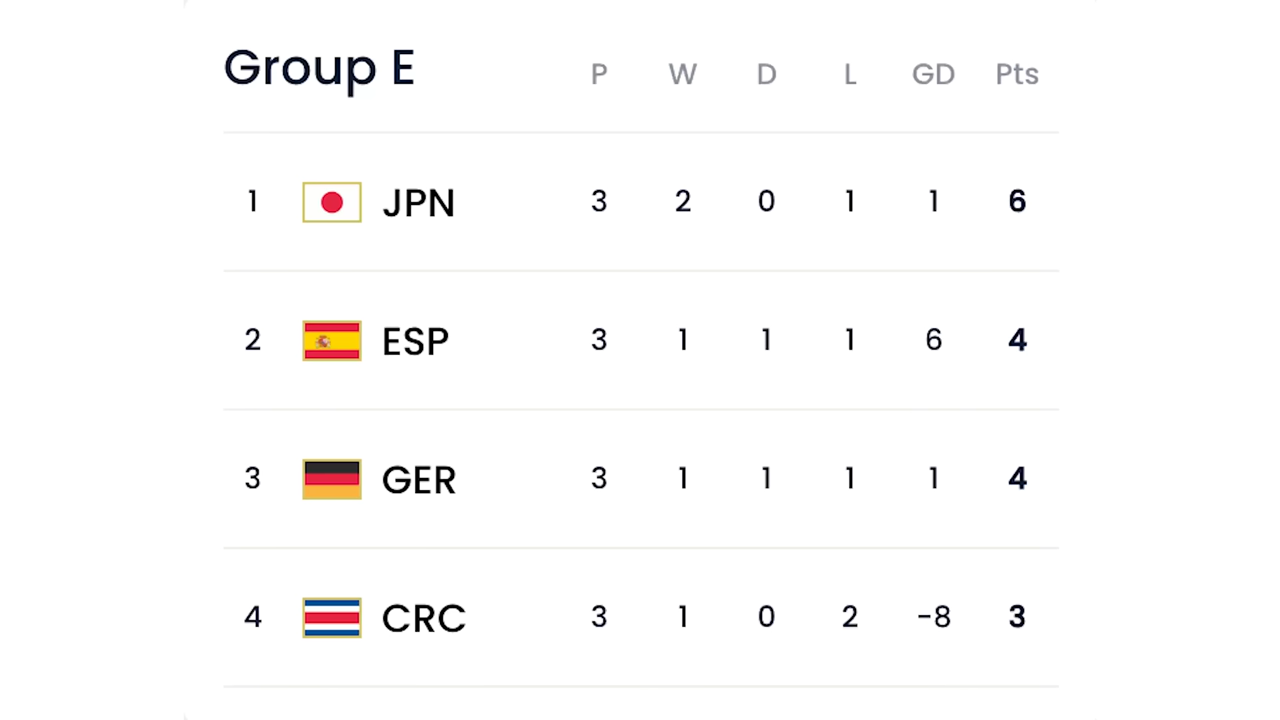 Group E P W D L GD Pts
1 JPN 3 2 0 1 1 6
2 ESP 3 1 1 1 6 4
3 GER 3 1 1 1 1 4
4 CRC 3 1 0 2 -8 3